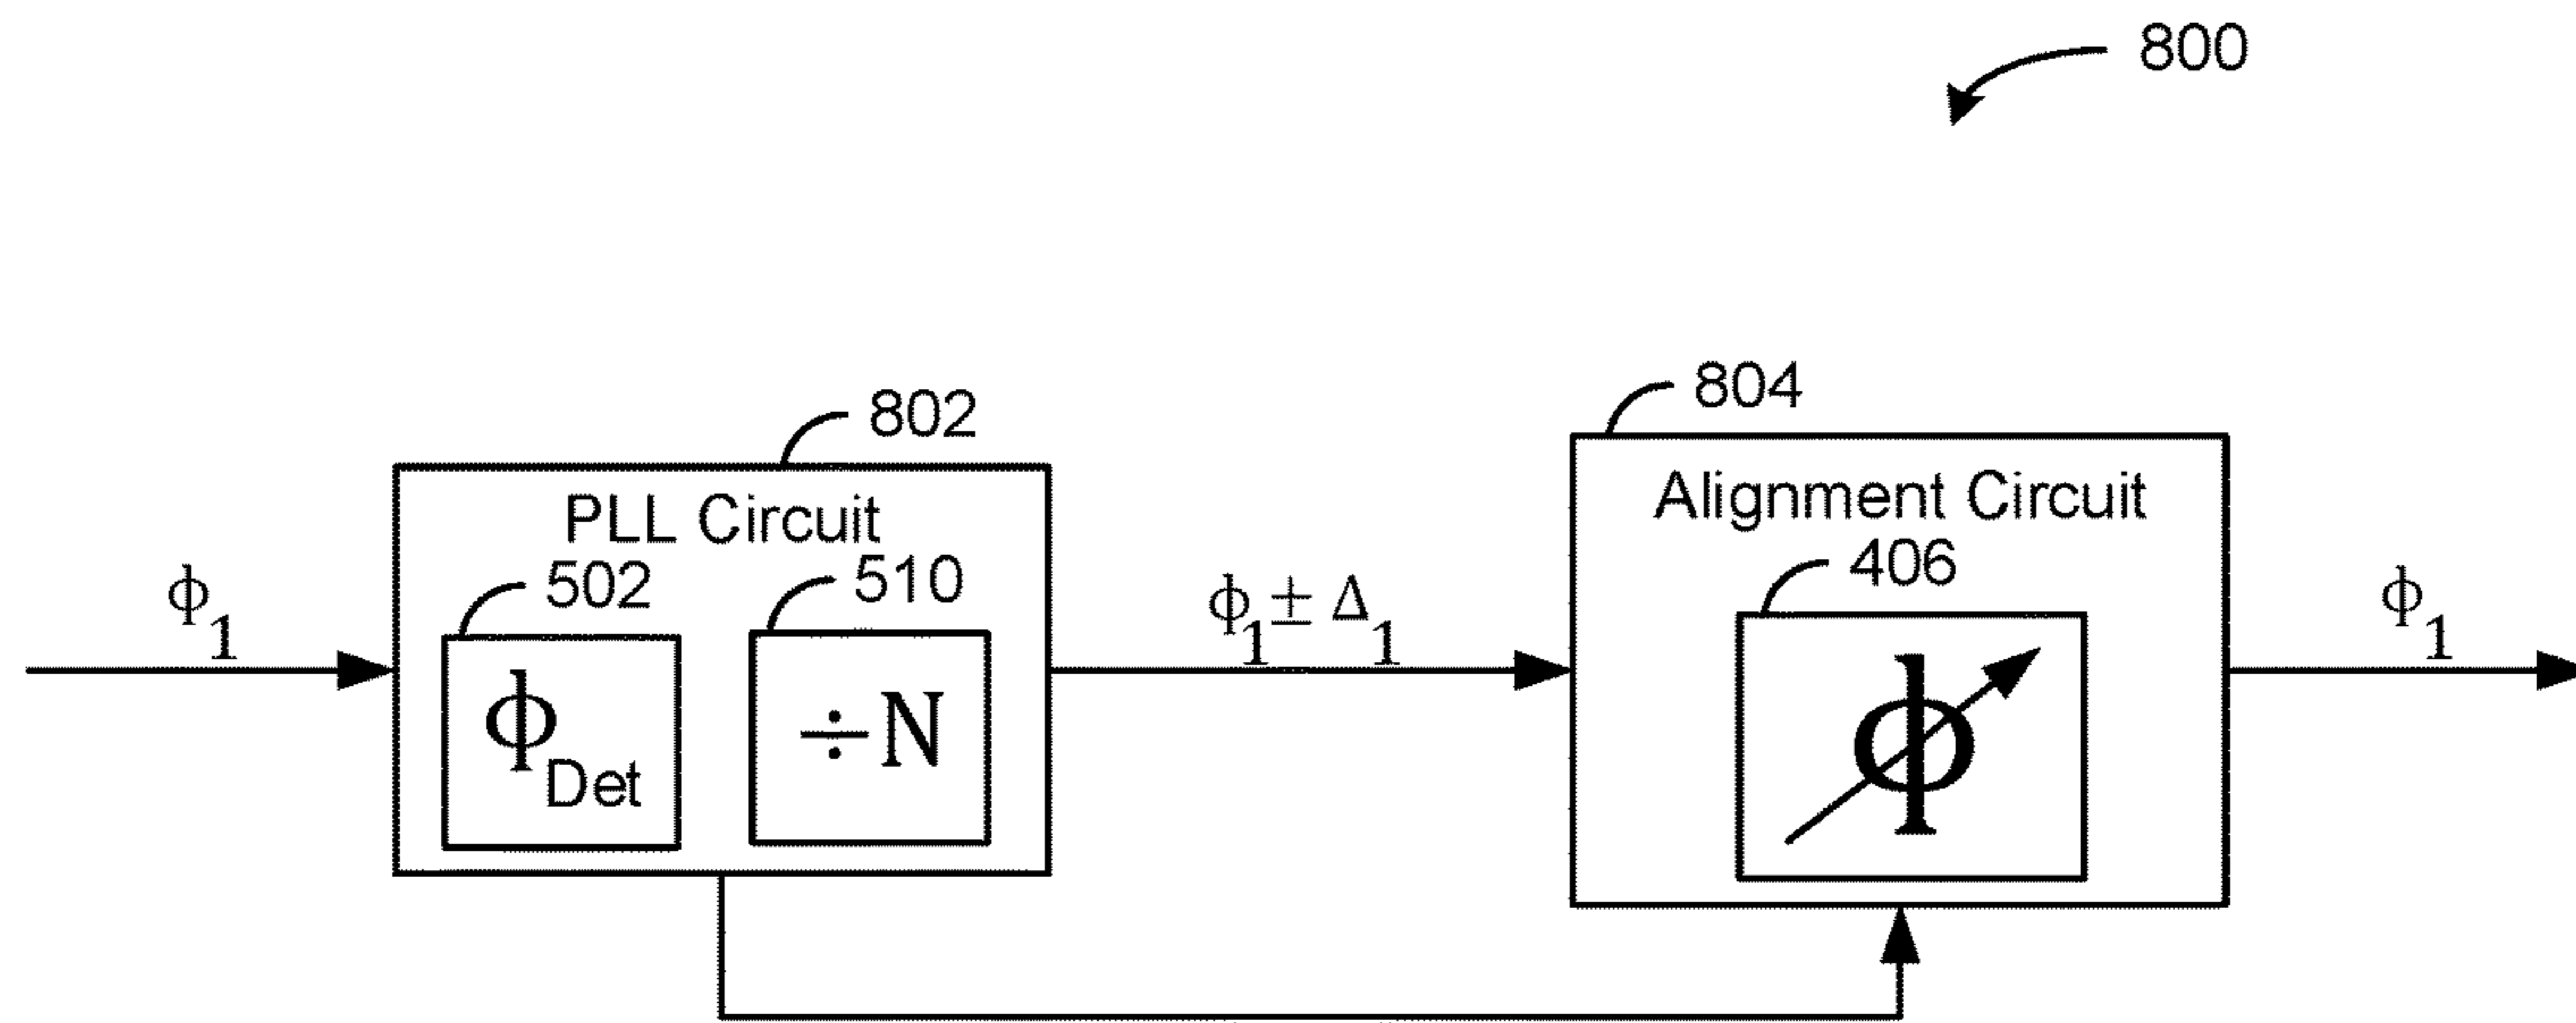 800
802
804
PLL Circuit
Alignment Circuit
502
510
406
ϕ1
ϕ1 ± Δ1
ϕ1
ϕDet
÷N
ϕ